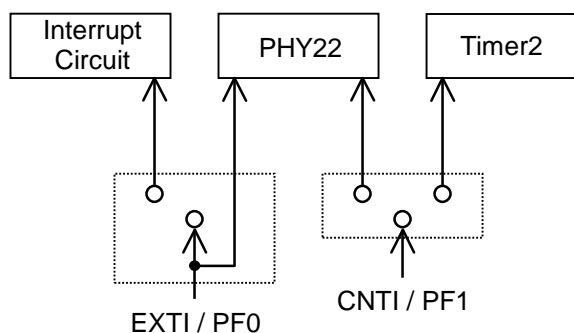 Interrupt
Circuit
PHY22
Timer2
EXTI / PF0
CNTI / PF1